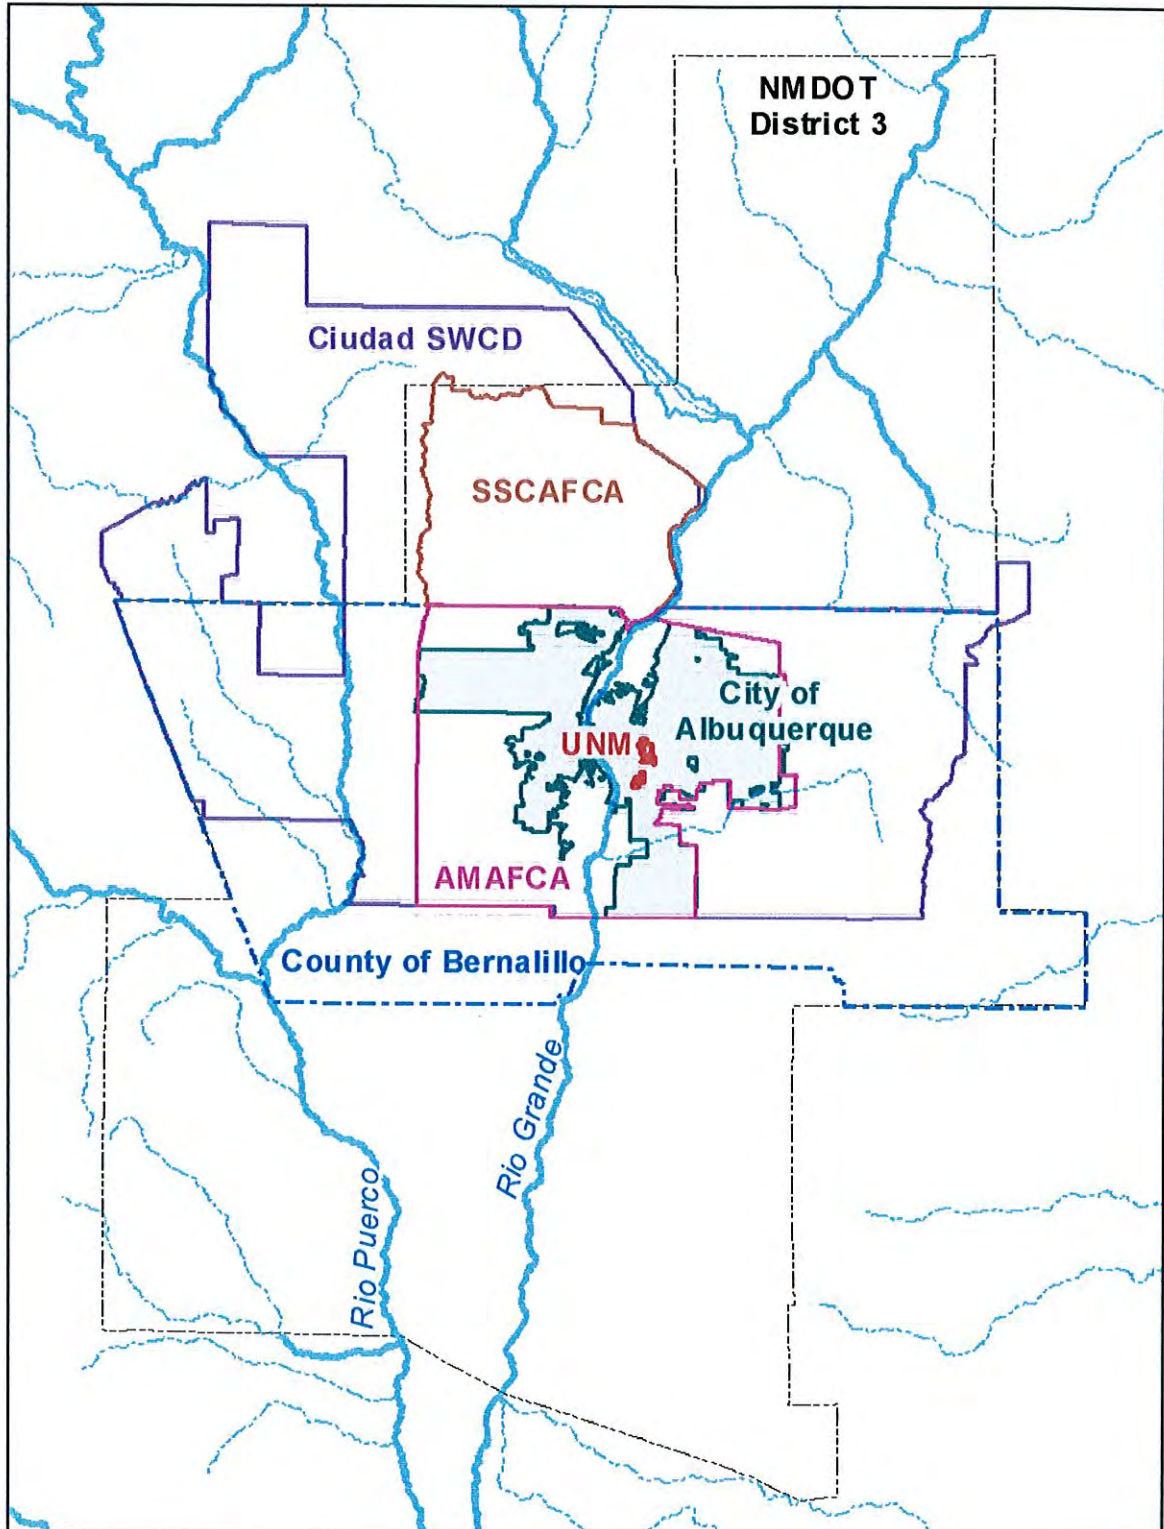 NMDOT
District 3
Ciudad SWCD
SSCAFCA
City of
Albuquerque
UNM
AMAFCA
County of Bernalillo
Rio Grande
Rio Puerco